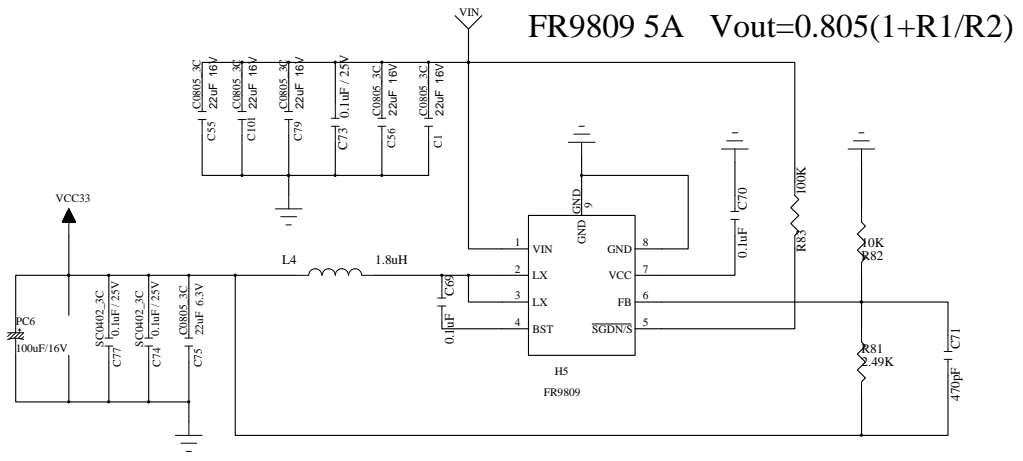 VIN
FR9809 5A Vout=0.805(1+R1/R2)
C0805_3C
22uF 16V
C55
C0805_3C
22uF 16V
C101
C0805_3C
22uF 16V
C79
0.1uF / 25V
C73
C0805_3C
22uF 16V
C56
C0805_3C
22uF 16V
C1
VCC33
L4
1.8uH
C69
0.1uF
GND
9
GND
1
VIN
2
LX
3
LX
4
BST
GND
8
VCC
7
FB
6
SGDN/S
5
H5
FR9809
C70
0.1uF
100K
R83
10K
R82
R81
2.49K
C71
470pF
PC6
100uF/16V
SC0402_3C
0.1uF / 25V
C77
SC0402_3C
0.1uF / 25V
C74
C0805_3C
22uF 6.3V
C75